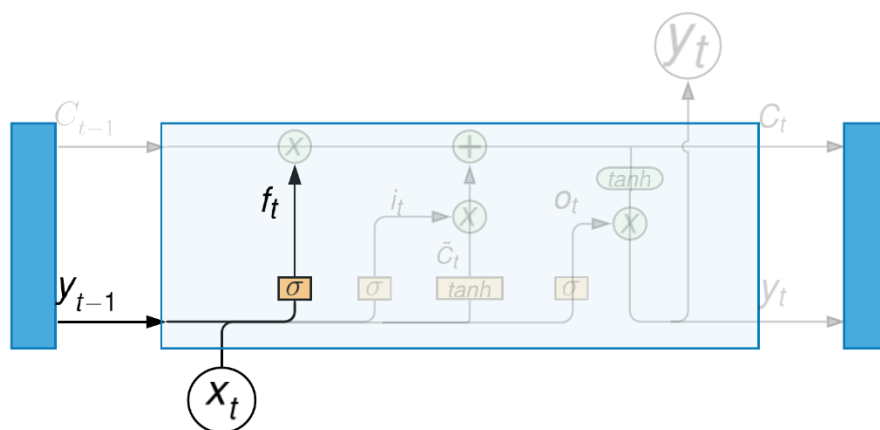 y_t
C_{t-1}
C_t
x
+
tanh
f_t
i_t
x
o_t
x
C̃_t
y_{t-1}
σ
σ
tanh
σ
y_t
x_t